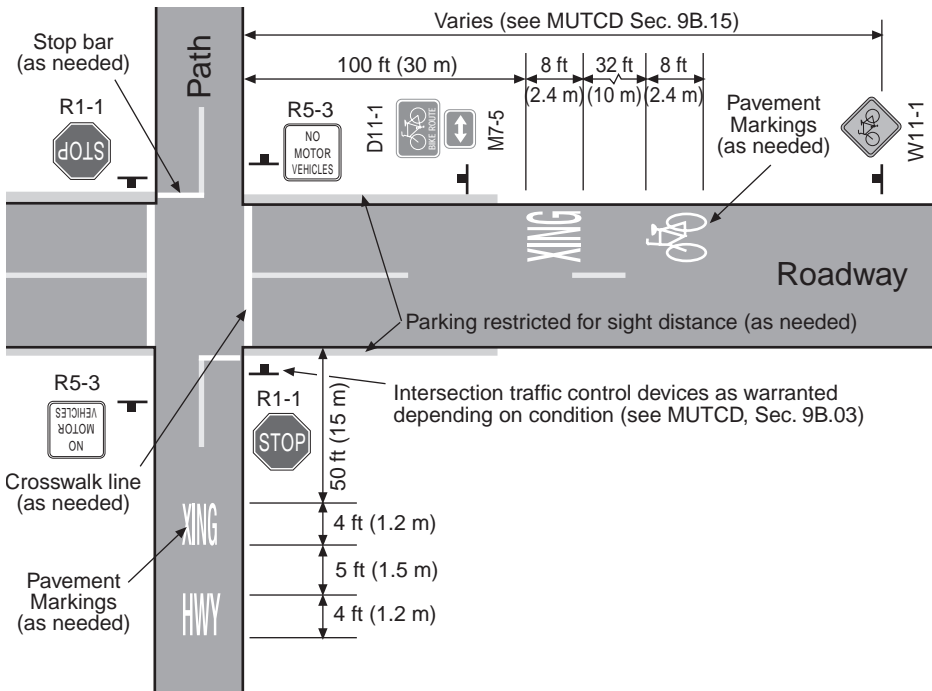 Varies (see MUTCD Sec. 9B.15)
Stop bar
(as needed)
Path
100 ft (30 m)
8 ft
(2.4 m)
32 ft
(10 m)
8 ft
(2.4 m)
R1-1
STOP
R5-3
NO
MOTOR
VEHICLES
D11-1
BIKE ROUTE
M7-5
Pavement
Markings
(as needed)
W11-1
XING
Roadway
Parking restricted for sight distance (as needed)
R5-3
NO
MOTOR
VEHICLES
R1-1
STOP
Intersection traffic control devices as warranted
depending on condition (see MUTCD, Sec. 9B.03)
50 ft (15 m)
Crosswalk line
(as needed)
XING
4 ft (1.2 m)
5 ft (1.5 m)
Pavement
Markings
(as needed)
HWY
4 ft (1.2 m)